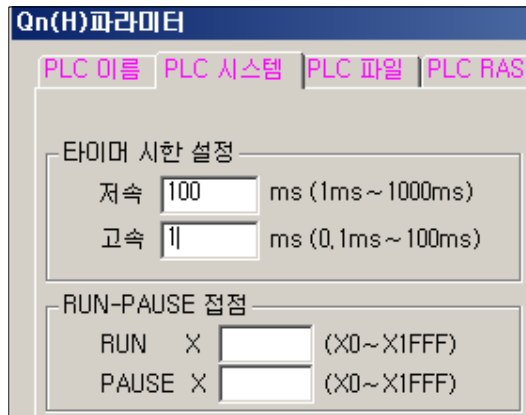 Qn(H)파라미터
PLC 이름 PLC 시스템 PLC 파일 PLC RAS
타이머 시한 설정
저속 100 ms (1ms~1000ms)
고속 1 ms (0.1ms~100ms)
RUN-PAUSE 접점
RUN X (X0~X1FFF)
PAUSE X (X0~X1FFF)